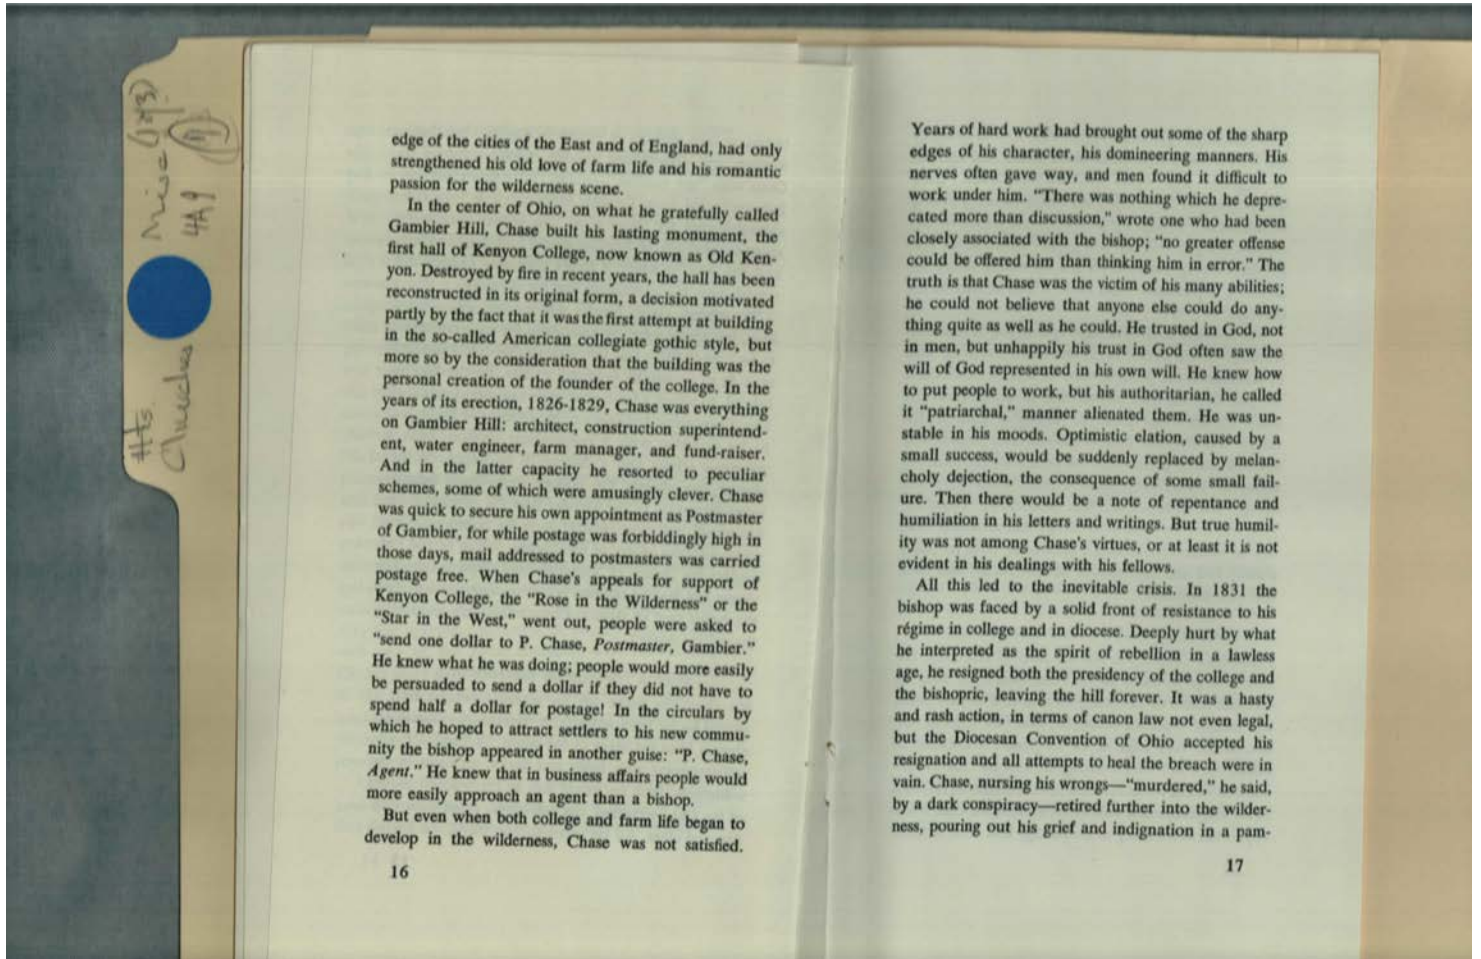 Misc (
4A9
Hts.
Churches
edge of the cities of the East and of England, had only
strengthened his old love of farm life and his romantic
passion for the wilderness scene.
In the center of Ohio, on what he gratefully called
Gambier Hill, Chase built his lasting monument, the
first hall of Kenyon College, now known as Old Ken-
yon. Destroyed by fire in recent years, the hall has been
reconstructed in its original form, a decision motivated
partly by the fact that it was the first attempt at building
in the so-called American collegiate gothic style, but
more so by the consideration that the building was the
personal creation of the founder of the college. In the
years of its erection, 1826-1829, Chase was everything
on Gambier Hill: architect, construction superintend-
ent, water engineer, farm manager, and fund-raiser.
And in the latter capacity he resorted to peculiar
schemes, some of which were amusingly clever. Chase
was quick to secure his own appointment as Postmaster
of Gambier, for while postage was forbiddingly high in
those days, mail addressed to postmasters was carried
postage free. When Chase's appeals for support of
Kenyon College, the "Rose in the Wilderness" or the
"Star in the West," went out, people were asked to
"send one dollar to P. Chase, Postmaster, Gambier."
He knew what he was doing; people would more easily
be persuaded to send a dollar if they did not have to
spend half a dollar for postage! In the circulars by
which he hoped to attract settlers to his new commu-
nity the bishop appeared in another guise: "P. Chase,
Agent." He knew that in business affairs people would
more easily approach an agent than a bishop.
But even when both college and farm life began to
develop in the wilderness, Chase was not satisfied.
16
Years of hard work had brought out some of the sharp
edges of his character, his domineering manners. His
nerves often gave way, and men found it difficult to
work under him. "There was nothing which he depre-
cated more than discussion," wrote one who had been
closely associated with the bishop; "no greater offense
could be offered him than thinking him in error." The
truth is that Chase was the victim of his many abilities;
he could not believe that anyone else could do any-
thing quite as well as he could. He trusted in God, not
in men, but unhappily his trust in God often saw the
will of God represented in his own will. He knew how
to put people to work, but his authoritarian, he called
it "patriarchal," manner alienated them. He was un-
stable in his moods. Optimistic elation, caused by a
small success, would be suddenly replaced by melan-
choly dejection, the consequence of some small fail-
ure. Then there would be a note of repentance and
humiliation in his letters and writings. But true humil-
ity was not among Chase's virtues, or at least it is not
evident in his dealings with his fellows.
All this led to the inevitable crisis. In 1831 the
bishop was faced by a solid front of resistance to his
régime in college and in diocese. Deeply hurt by what
he interpreted as the spirit of rebellion in a lawless
age, he resigned both the presidency of the college and
the bishopric, leaving the hill forever. It was a hasty
and rash action, in terms of canon law not even legal,
but the Diocesan Convention of Ohio accepted his
resignation and all attempts to heal the breach were in
vain. Chase, nursing his wrongs—"murdered," he said,
by a dark conspiracy—retired further into the wilder-
ness, pouring out his grief and indignation in a pam-
17